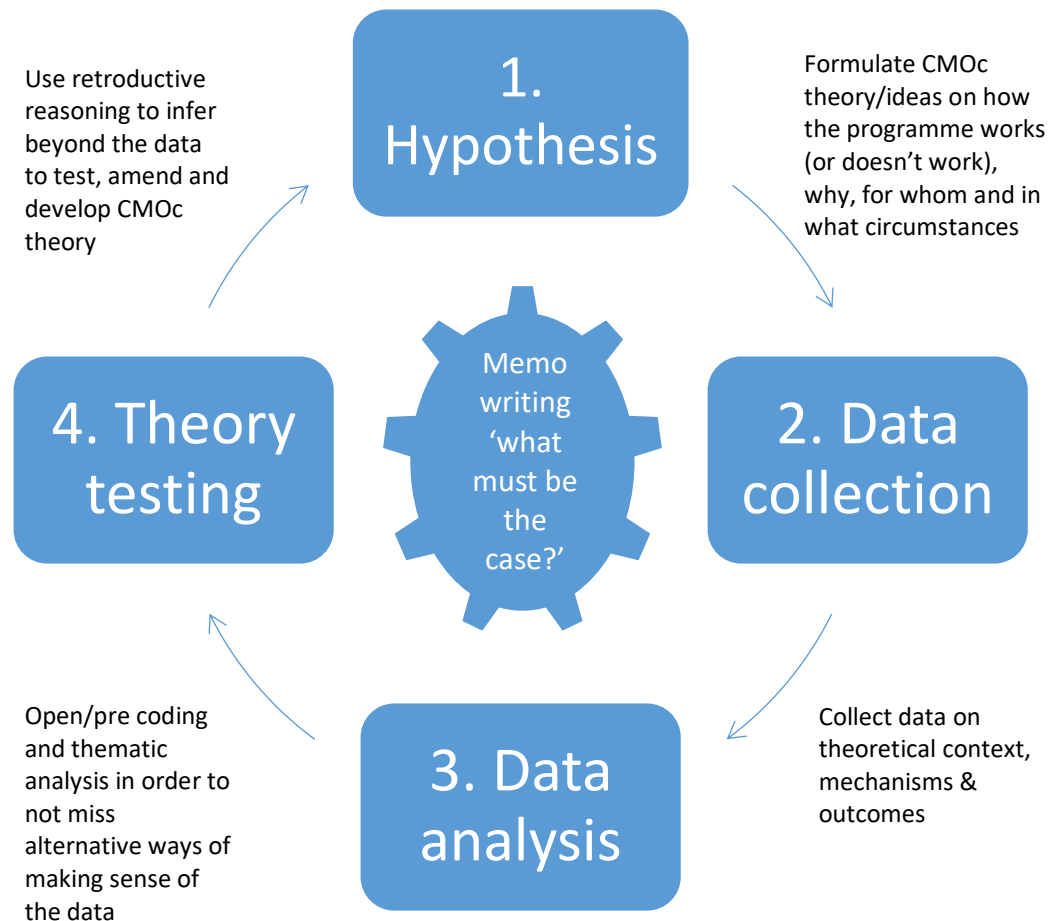 1.
Hypothesis
Formulate CMOc
theory/ideas on how
the programme works
(or doesn’t work),
why, for whom and in
what circumstances
2. Data
collection
Collect data on
theoretical context,
mechanisms &
outcomes
3. Data
analysis
Open/pre coding
and thematic
analysis in order to
not miss
alternative ways of
making sense of
the data
4. Theory
testing
Use retroductive
reasoning to infer
beyond the data
to test, amend and
develop CMOc
theory
Memo
writing
‘what
must be
the
case?’